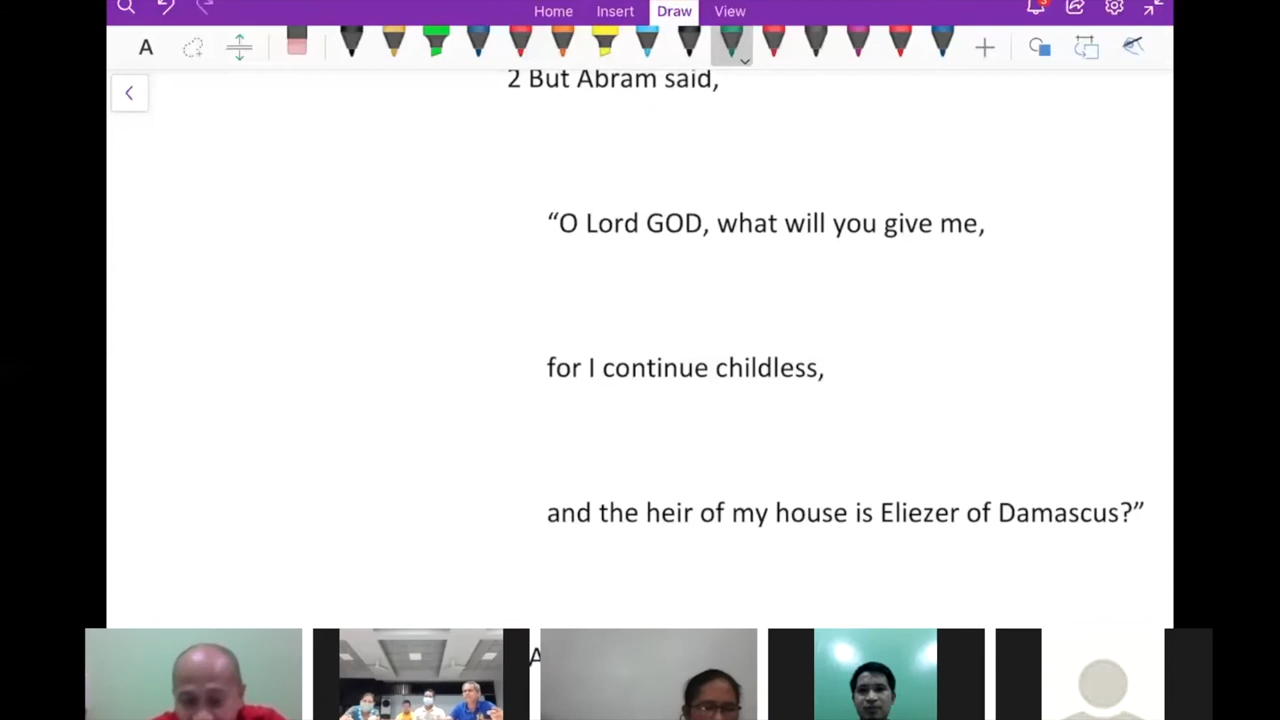 Home Insert Draw View
A
2 But Abram said,
“O Lord GOD, what will you give me,
for I continue childless,
and the heir of my house is Eliezer of Damascus?”